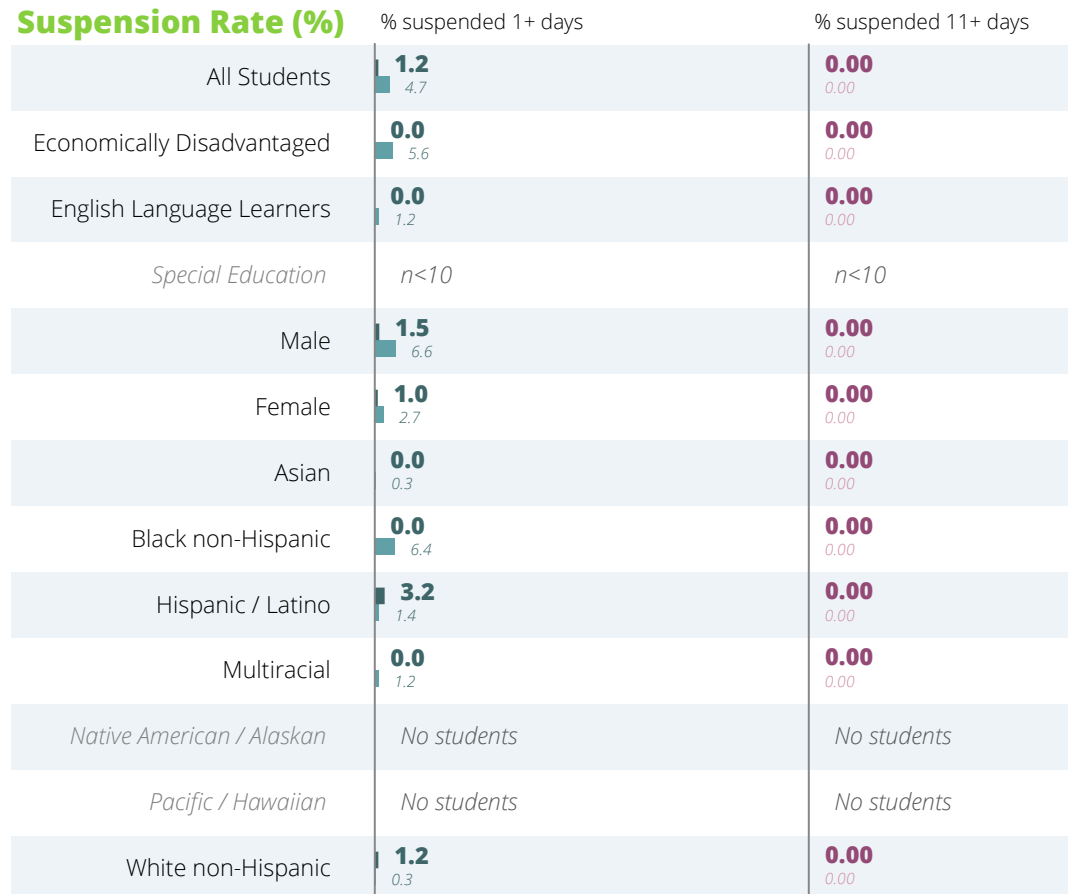 Suspension Rate (%) % suspended 1+ days % suspended 11+ days
All Students 1.2 0.00
4.7 0.00
Economically Disadvantaged 0.0 0.00
5.6 0.00
English Language Learners 0.0 0.00
1.2 0.00
Special Education n<10 n<10
Male 1.5 0.00
6.6 0.00
Female 1.0 0.00
2.7 0.00
Asian 0.0 0.00
0.3 0.00
Black non-Hispanic 0.0 0.00
6.4 0.00
Hispanic / Latino 3.2 0.00
1.4 0.00
Multiracial 0.0 0.00
1.2 0.00
Native American / Alaskan No students No students
Pacific / Hawaiian No students No students
White non-Hispanic 1.2 0.00
0.3 0.00